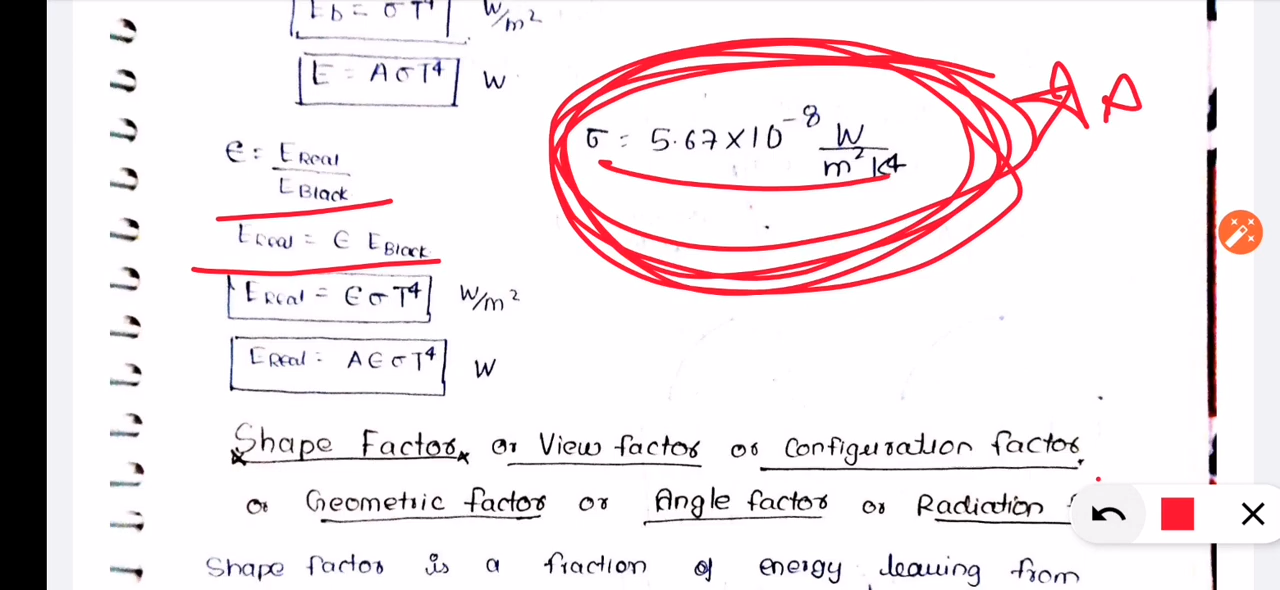 Eb = σT⁴ W/m²
E = AσT⁴ W
σ = 5.67×10⁻⁸ W/m²K⁴
A
ϵ = EReal/EBlack
EReal = ϵ EBlack
EReal = ϵσT⁴ W/m²
EReal = AϵσT⁴ W
Shape Factor or View factor or Configuration factor
or Geometric factor or Angle factor or Radiation
Shape factor is a fraction of energy leaving from